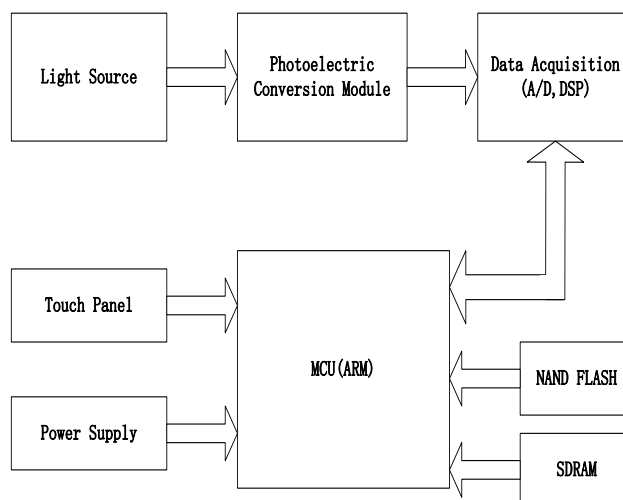 Light Source
Photoelectric
Conversion Module
Data Acquisition
(A/D,DSP)
Touch Panel
MCU(ARM)
NAND FLASH
Power Supply
SDRAM